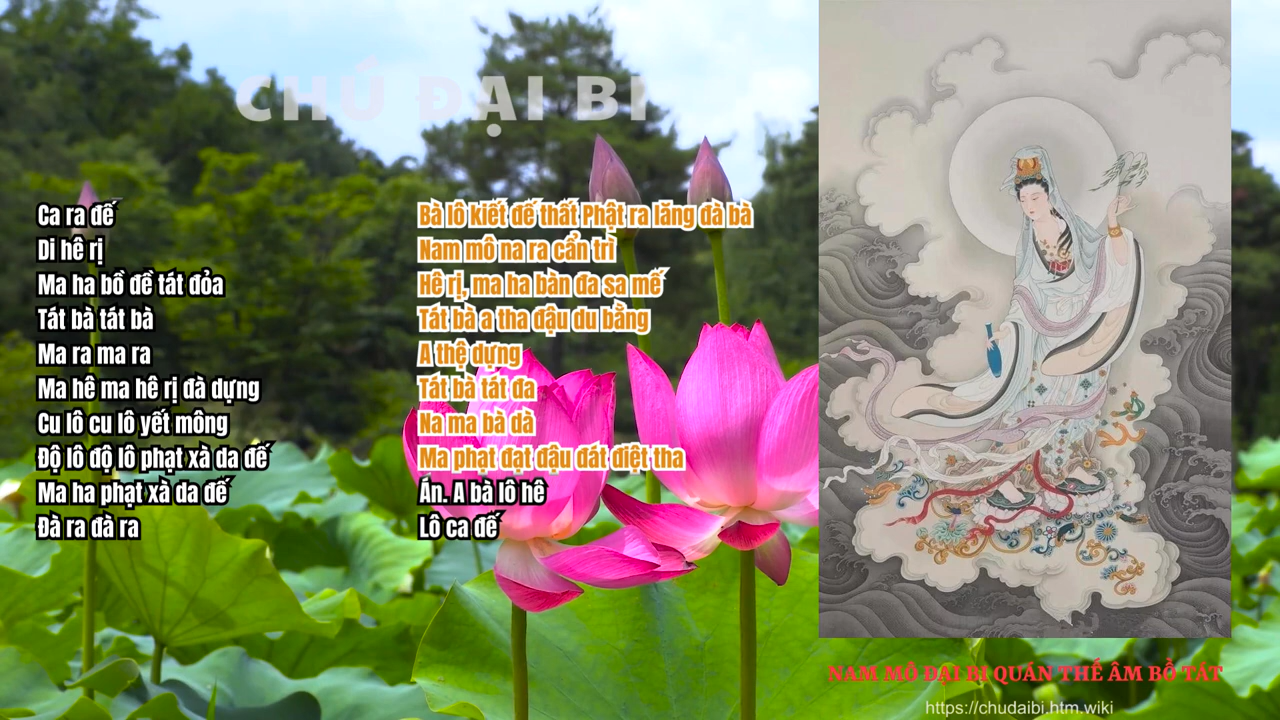 CHÚ ĐẠI BI
Ca ra đế
Di hê rị
Ma ha bồ đề tát đỏa
Tát bà tát bà
Ma ra ma ra
Ma hê ma hê rị đà dựng
Cu lô cu lô yết mông
Độ lô độ lô phạt xà da đế
Ma ha phạt xà da đế
Đà ra đà ra
Bà lô kiết đế thất Phật ra lăng đà bà
Nam mô na ra cẩn trì
Hê rị, ma ha bàn đa sa mế
Tát bà a tha đậu du bằng
A thệ dựng
Tát bà tát đa
Na ma bà dà
Ma phạt đạt đậu đát điệt tha
Án. A bà lô hê
Lô ca đế
NAM MÔ ĐẠI BI QUÁN THẾ ÂM BỒ TÁT
https://chudaibi.htm.wiki